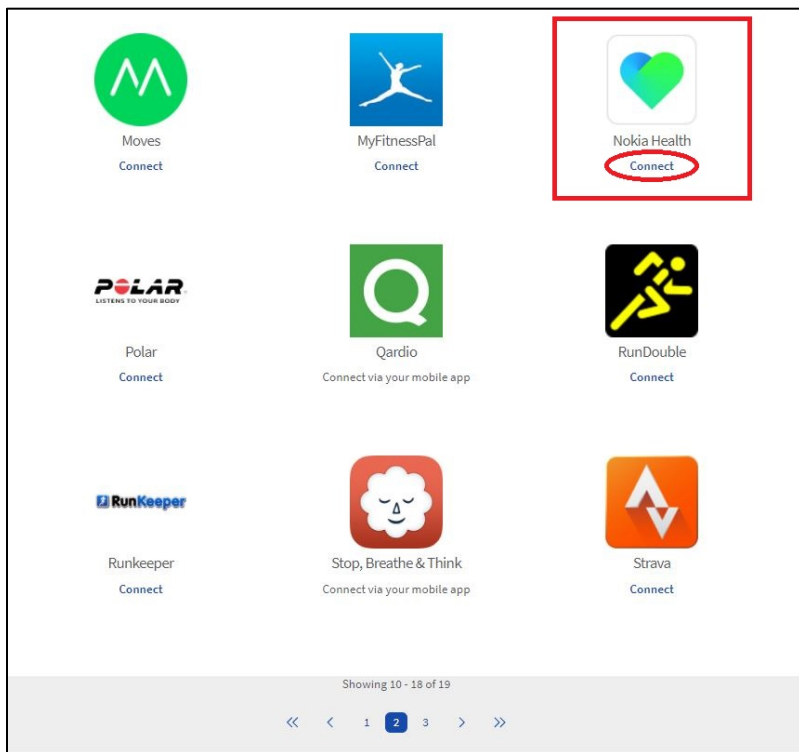 Moves
Connect
MyFitnessPal
Connect
Nokia Health
Connect
POLAR
LISTENS TO YOUR BODY
Polar
Connect
Q
Qardio
Connect via your mobile app
RunDouble
Connect
RunKeeper
Runkeeper
Connect
Stop, Breathe & Think
Connect via your mobile app
Strava
Connect
Showing 10 - 18 of 19
<< < 1 2 3 > >>